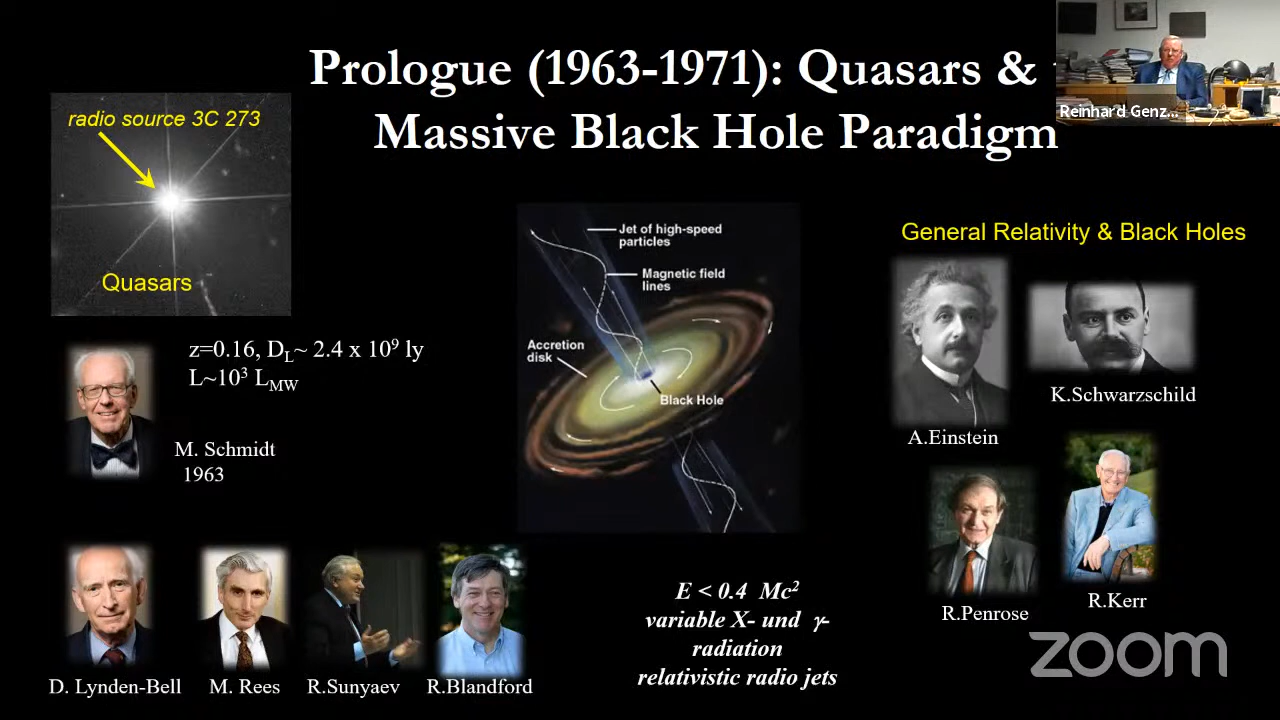 Prologue (1963-1971): Quasars &
Massive Black Hole Paradigm
Reinhard Genz...
radio source 3C 273
Quasars
z=0.16, D_L~ 2.4 x 10⁹ ly
L~10³ L_MW
M. Schmidt
1963
Jet of high-speed
particles
Magnetic field
lines
Accretion
disk
Black Hole
General Relativity & Black Holes
A.Einstein
K.Schwarzschild
R.Penrose
R.Kerr
D. Lynden-Bell
M. Rees
R.Sunyaev
R.Blandford
E < 0.4 Mc²
variable X- und γ-
radiation
relativistic radio jets
zoom